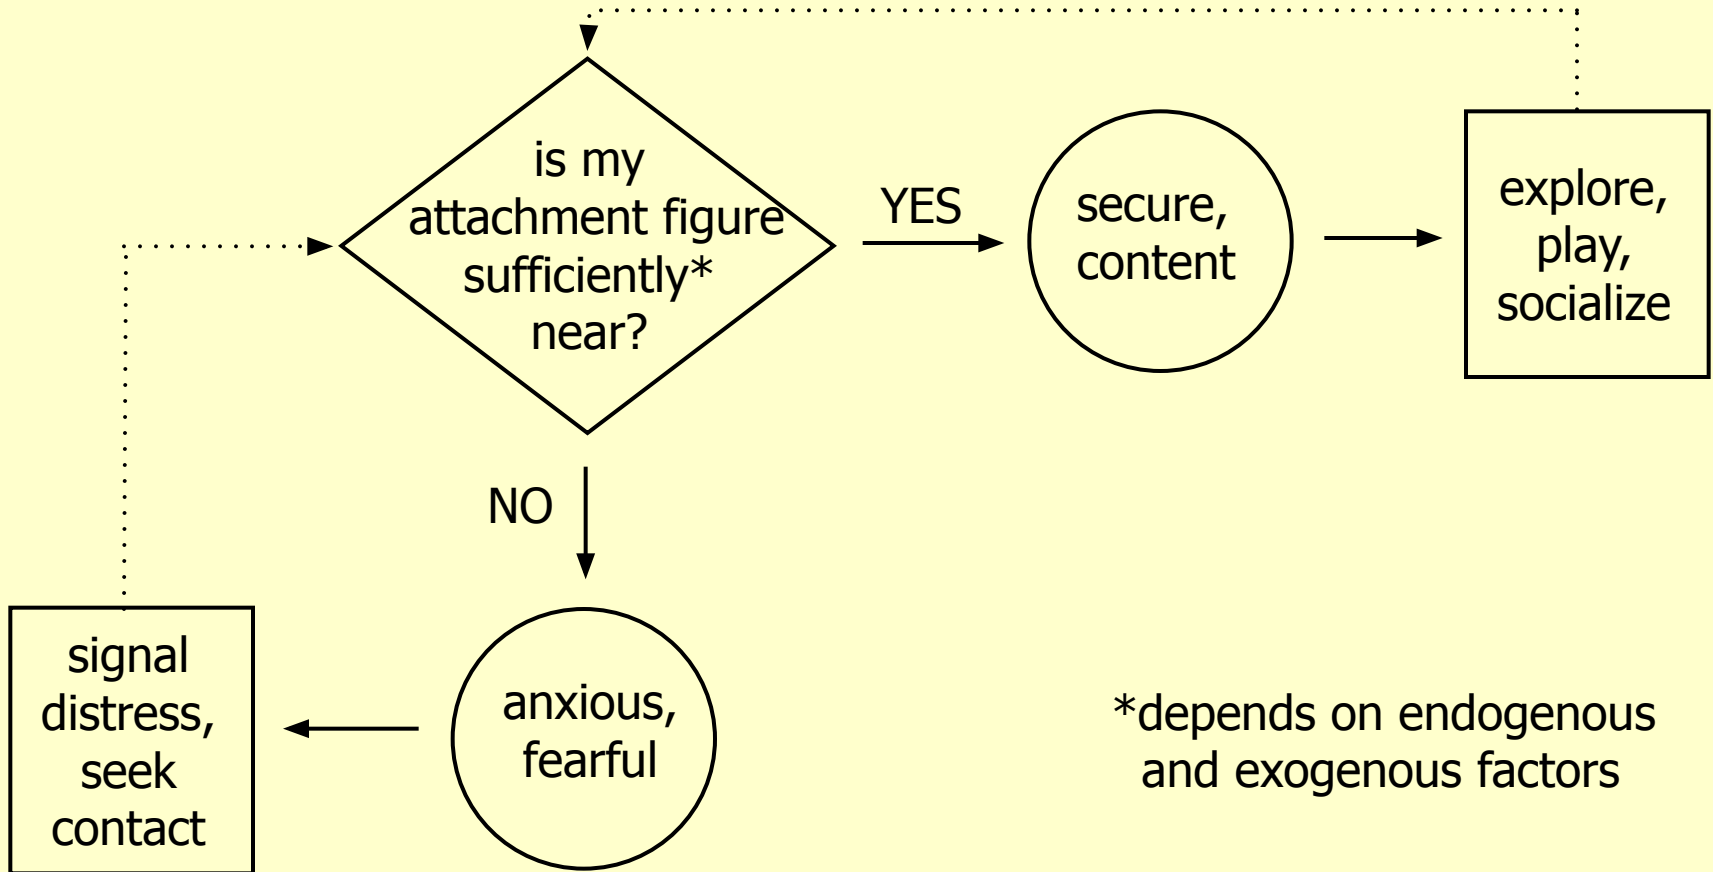 is my
attachment figure
sufficiently*
near?
YES
secure,
content
explore,
play,
socialize
NO
anxious,
fearful
signal
distress,
seek
contact
*depends on endogenous
and exogenous factors